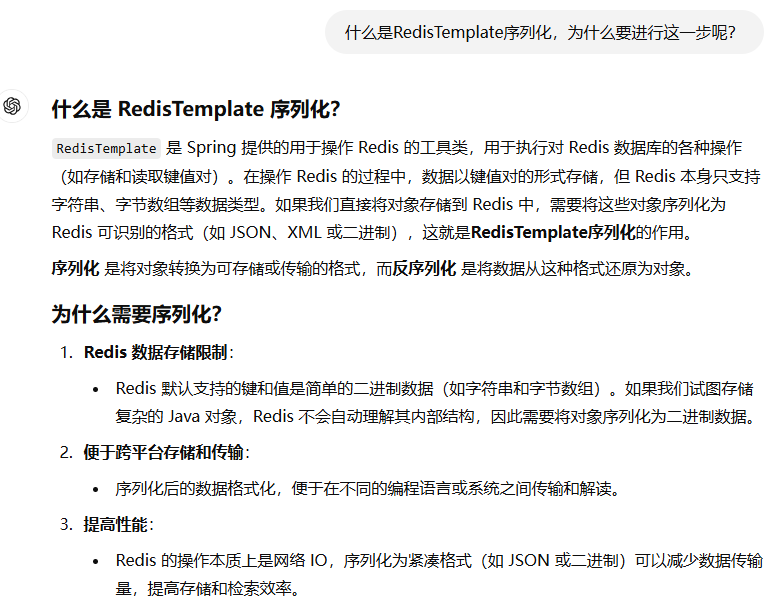 什么是RedisTemplate序列化，为什么要进行这一步呢？
什么是 RedisTemplate 序列化？
RedisTemplate 是 Spring 提供的用于操作 Redis 的工具类，用于执行对 Redis 数据库的各种操作
（如存储和读取键值对）。在操作 Redis 的过程中，数据以键值对的形式存储，但 Redis 本身只支持
字符串、字节数组等数据类型。如果我们直接将对象存储到 Redis 中，需要将这些对象序列化为
Redis 可识别的格式（如 JSON、XML 或二进制），这就是RedisTemplate序列化的作用。
序列化 是将对象转换为可存储或传输的格式，而反序列化 是将数据从这种格式还原为对象。
为什么需要序列化？
1. Redis 数据存储限制：
• Redis 默认支持的键和值是简单的二进制数据（如字符串和字节数组）。如果我们试图存储
复杂的 Java 对象，Redis 不会自动理解其内部结构，因此需要将对象序列化为二进制数据。
2. 便于跨平台存储和传输：
• 序列化后的数据格式化，便于在不同的编程语言或系统之间传输和解读。
3. 提高性能：
• Redis 的操作本质上是网络 IO，序列化为紧凑格式（如 JSON 或二进制）可以减少数据传输
量，提高存储和检索效率。